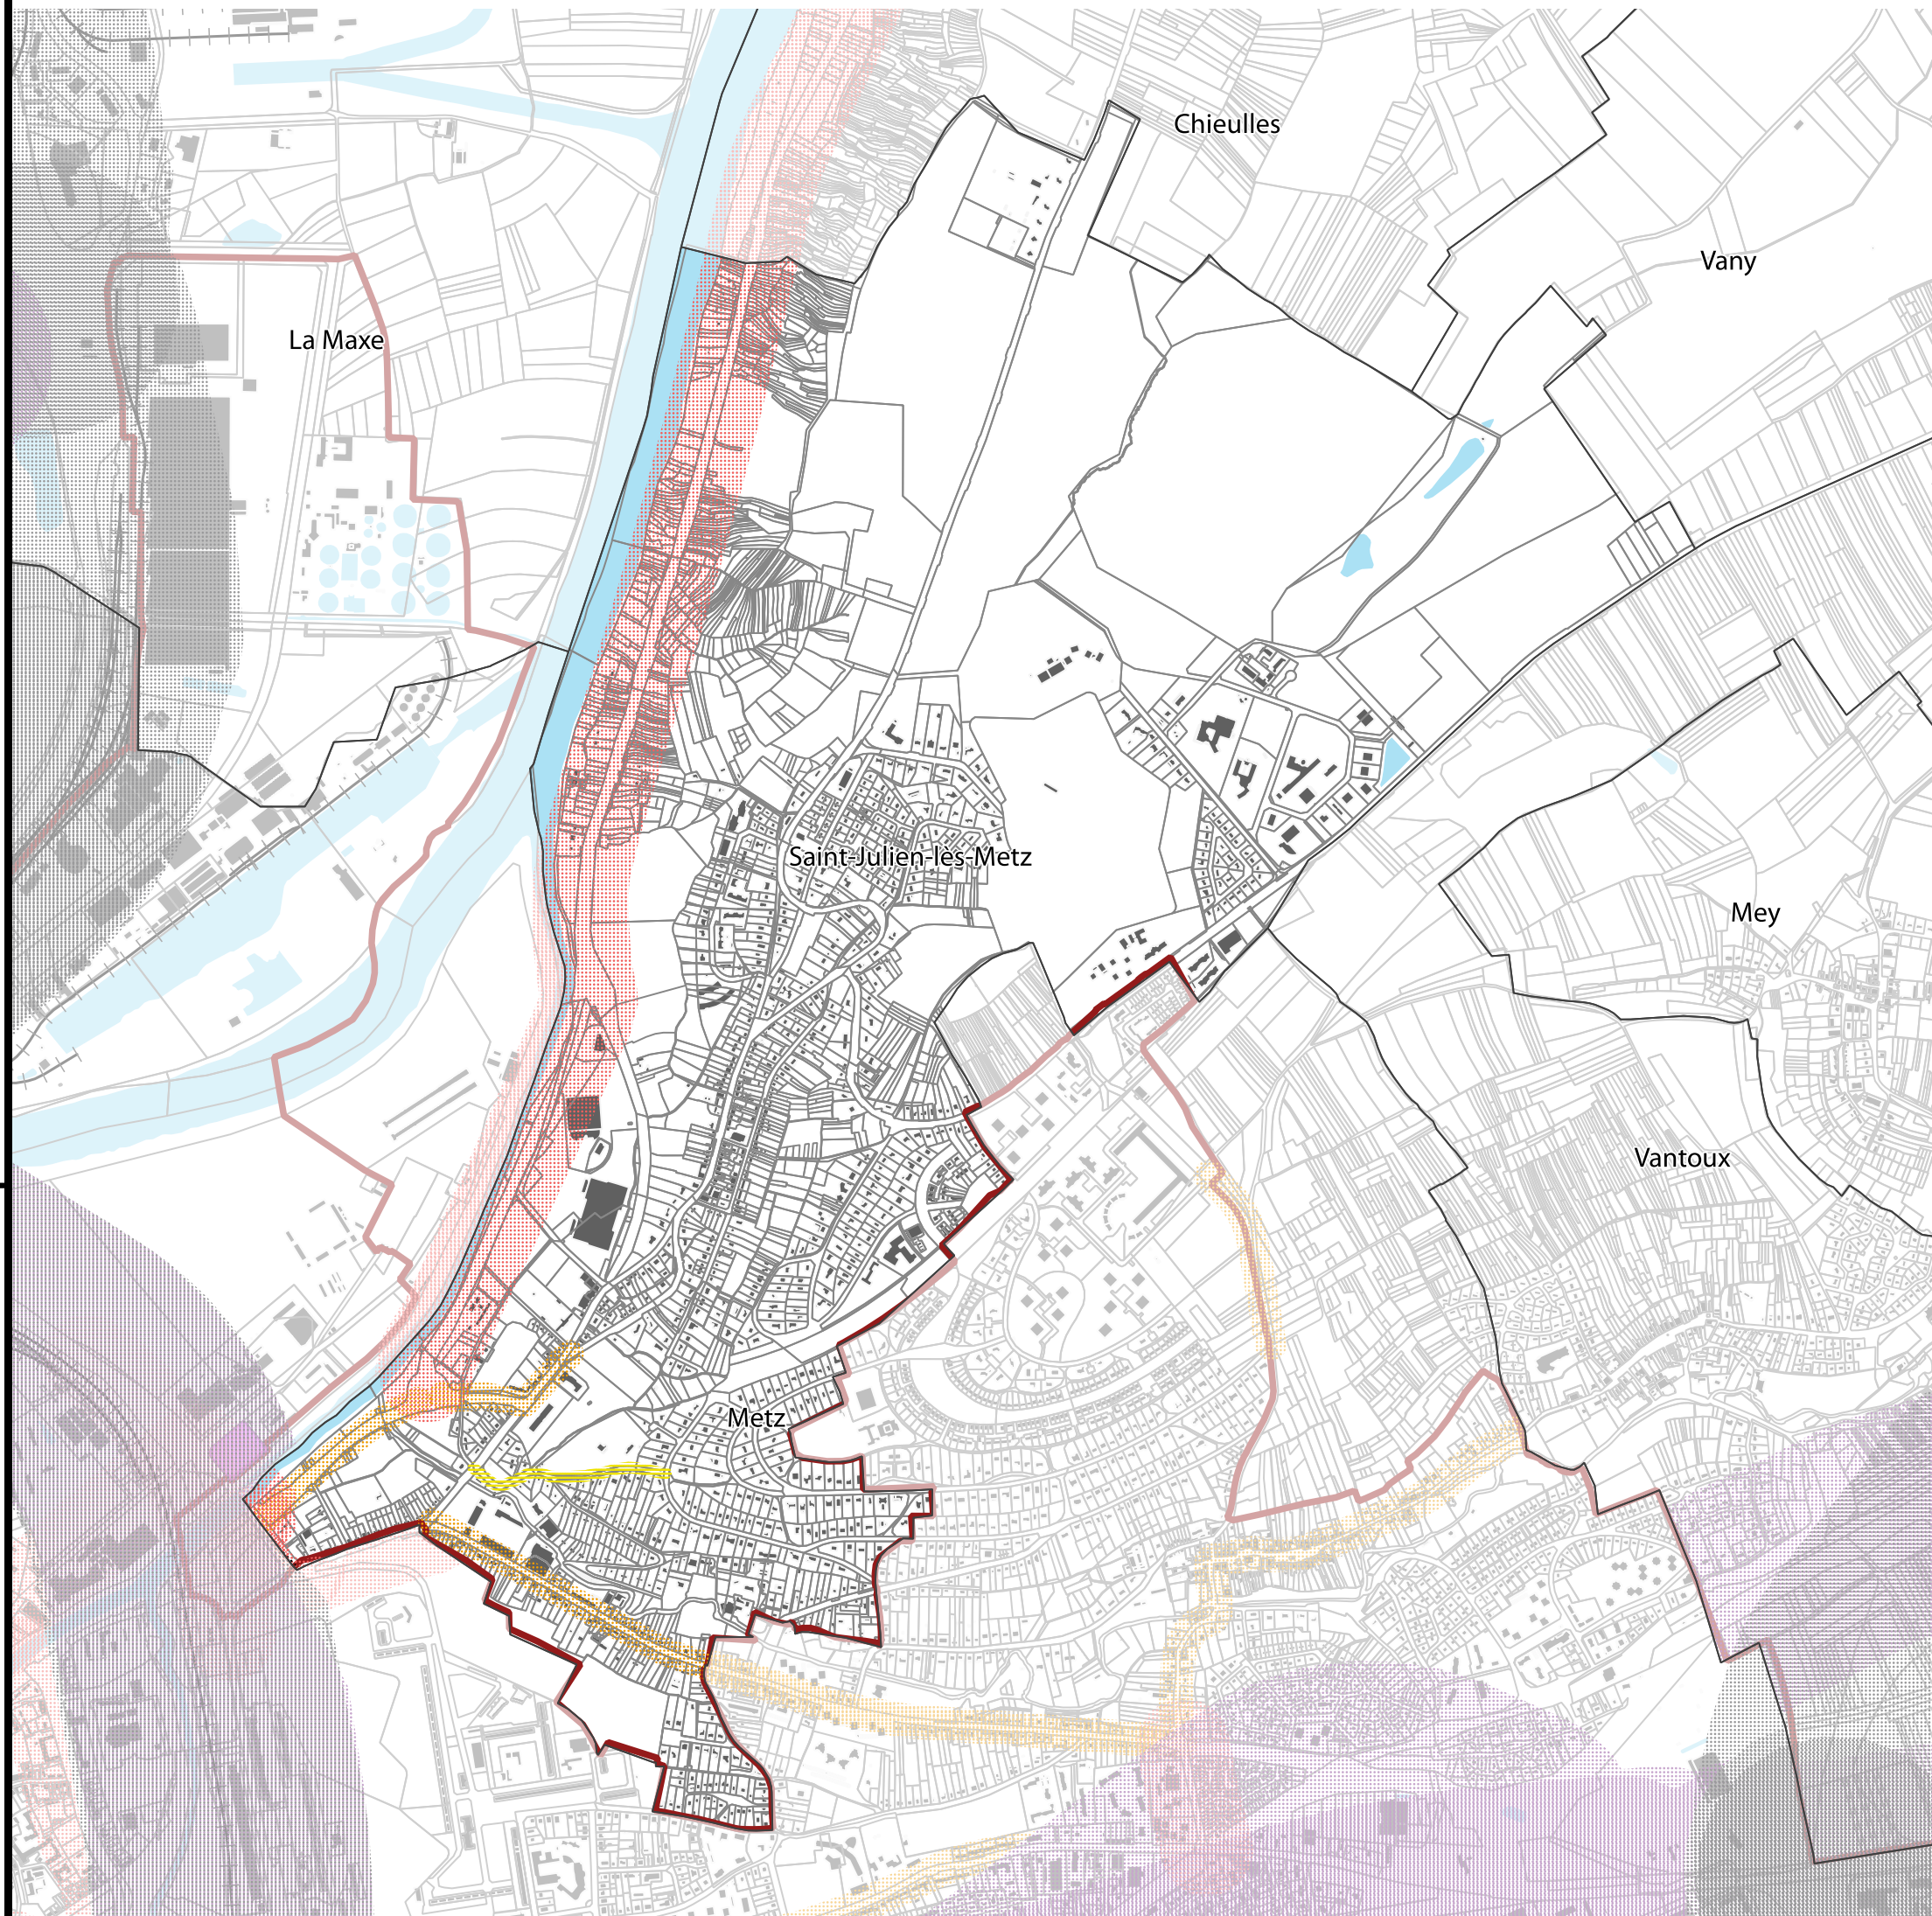 Chieulles
Vany
La Maxe
Saint-Julien-lès-Metz
Mey
Vantoux
Metz